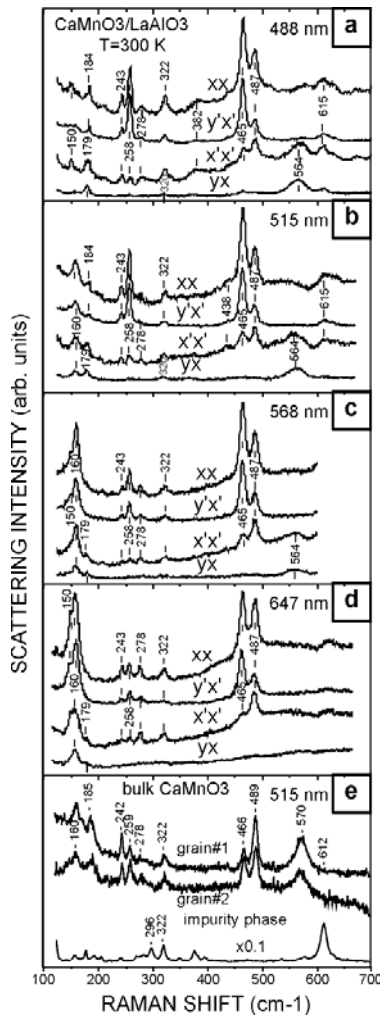 CaMnO3/LaAlO3
T=300 K
488 nm
a
184
243
322
xx
487
y'x'
278
382
465
615
150
179
258
x'x'
564
yx
320
515 nm
b
184
243
322
xx
487
y'x'
438
615
160
258
278
x'x'
465
564
179
320
yx
568 nm
c
160
243
322
xx
487
y'x'
465
150
179
258
278
x'x'
564
yx
647 nm
d
150
243
278
322
xx
487
y'x'
465
160
179
258
x'x'
yx
bulk CaMnO3
515 nm
e
160
185
242
259
278
322
466
489
570
612
grain#1
grain#2
impurity phase
296
322
x0.1
100 200 300 400 500 600 700
RAMAN SHIFT (cm-1)
SCATTERING INTENSITY (arb. units)